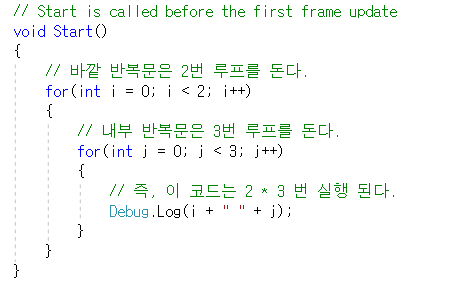 // Start is called before the first frame update
void Start()
{
// 바깥 반복문은 2번 루프를 돈다.
for(int i = 0; i < 2; i++)
{
// 내부 반복문은 3번 루프를 돈다.
for(int j = 0; j < 3; j++)
{
// 즉, 이 코드는 2 * 3 번 실행 된다.
Debug.Log(i + " " + j);
}
}
}